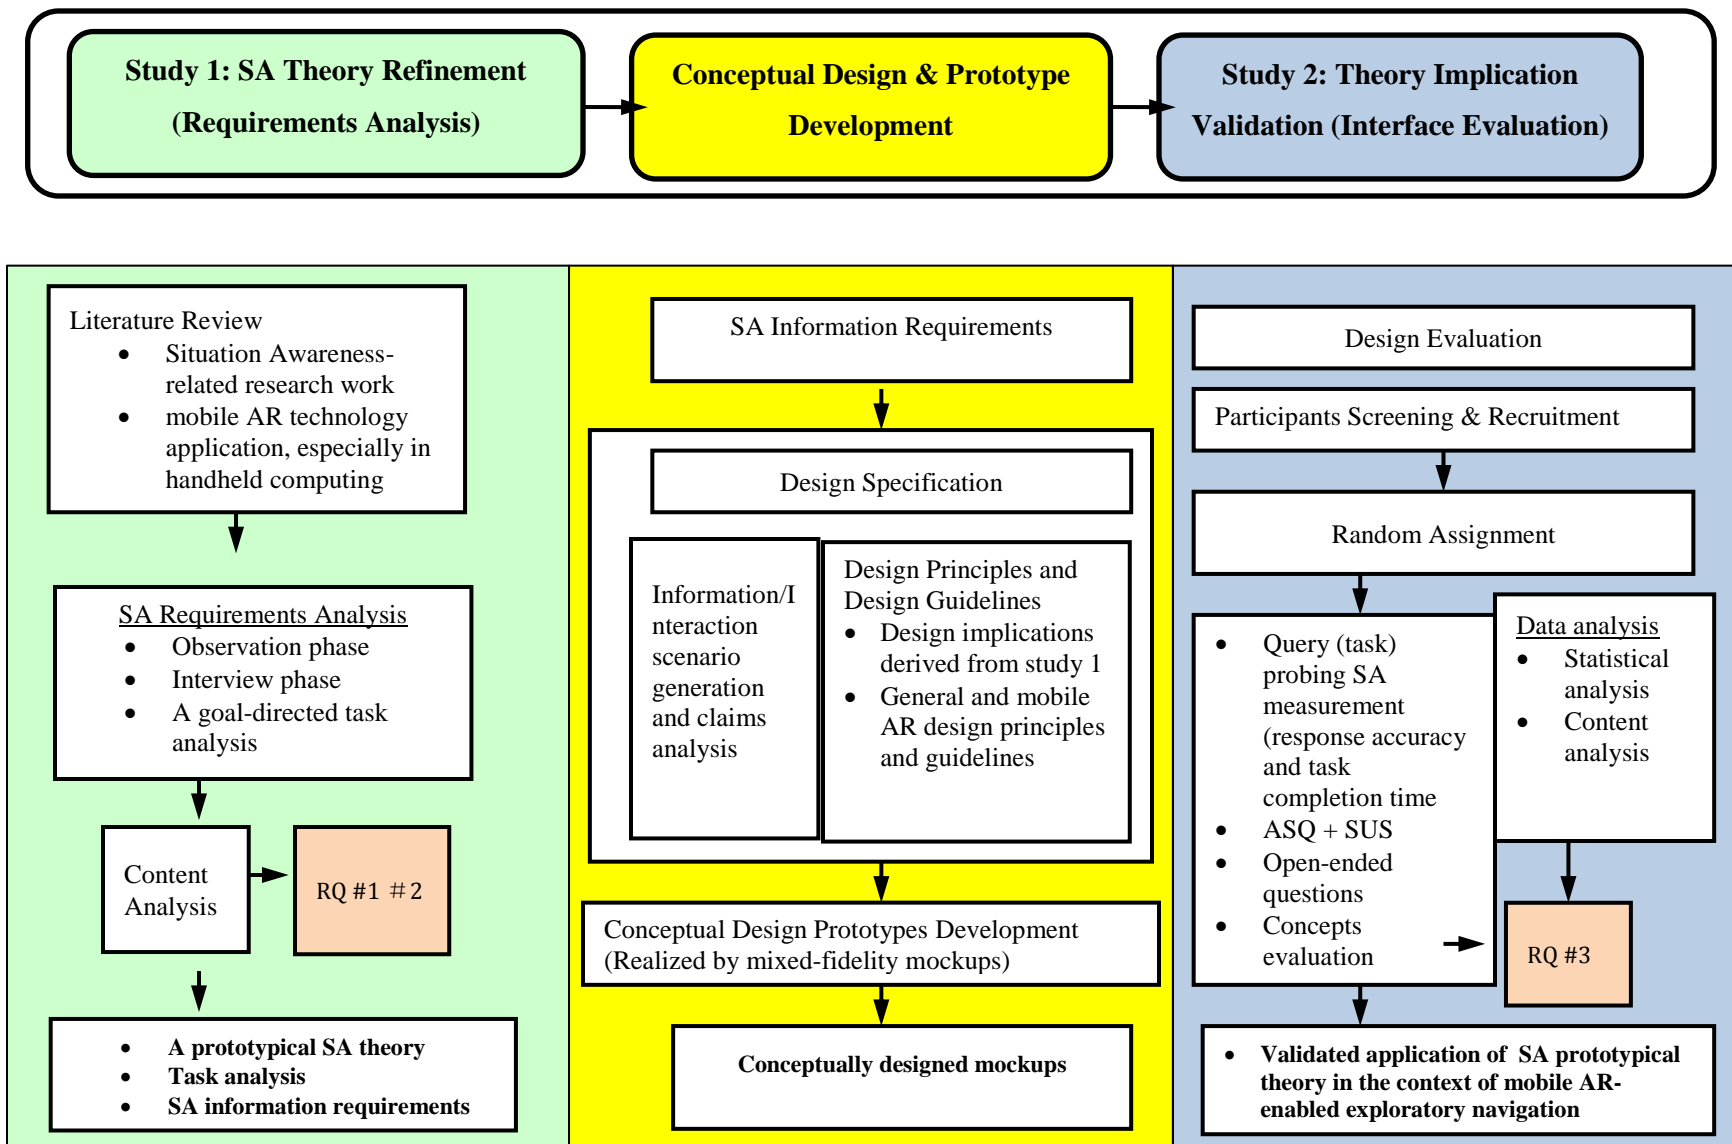 Study 1: SA Theory Refinement
(Requirements Analysis)
Conceptual Design & Prototype
Development
Study 2: Theory Implication
Validation (Interface Evaluation)
Literature Review
• Situation Awareness-
related research work
• mobile AR technology
application, especially in
handheld computing
SA Requirements Analysis
• Observation phase
• Interview phase
• A goal-directed task
analysis
Content
Analysis
RQ #1 #2
• A prototypical SA theory
• Task analysis
• SA information requirements
SA Information Requirements
Design Specification
Information/I
nteraction
scenario
generation
and claims
analysis
Design Principles and
Design Guidelines
• Design implications
derived from study 1
• General and mobile
AR design principles
and guidelines
Conceptual Design Prototypes Development
(Realized by mixed-fidelity mockups)
Conceptually designed mockups
Design Evaluation
Participants Screening & Recruitment
Random Assignment
• Query (task)
probing SA
measurement
(response accuracy
and task
completion time
• ASQ + SUS
• Open-ended
questions
• Concepts
evaluation
Data analysis
• Statistical
analysis
• Content
analysis
RQ #3
• Validated application of SA prototypical
theory in the context of mobile AR-
enabled exploratory navigation